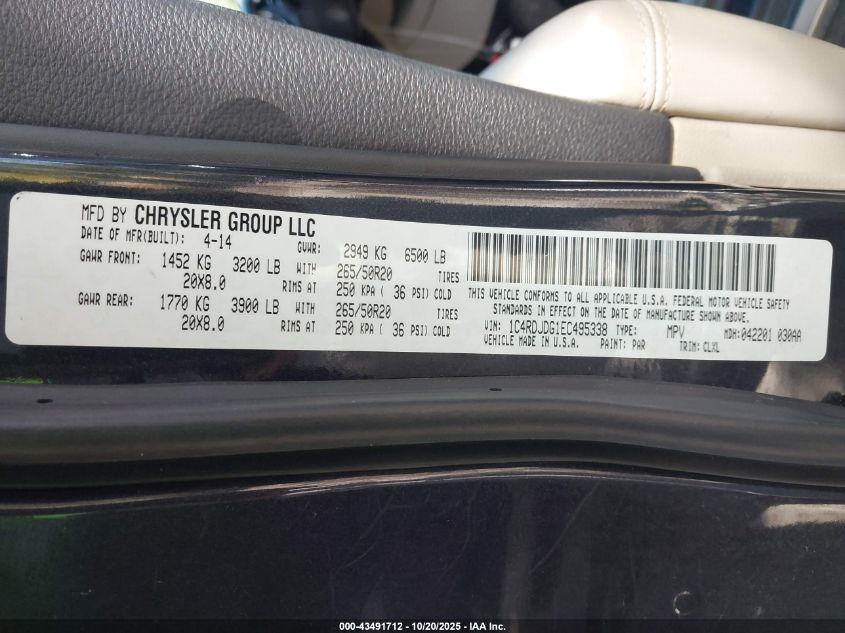 MFD BY CHRYSLER GROUP LLC
DATE OF MFR(BUILT): 4-14 GVWR: 2949 KG 6500 LB
GAWR FRONT: 1452 KG 3200 LB WITH 265/50R20 TIRES
20X8.0 RIMS AT 250 KPA ( 36 PSI) COLD
GAWR REAR: 1770 KG 3900 LB WITH 265/50R20 TIRES
20X8.0 RIMS AT 250 KPA ( 36 PSI) COLD
THIS VEHICLE CONFORMS TO ALL APPLICABLE U.S.A. FEDERAL MOTOR VEHICLE SAFETY
STANDARDS IN EFFECT ON THE DATE OF MANUFACTURE SHOWN ABOVE.
VIN: 1C4RDJDG1EC495338 TYPE: MPV MDH: 042201 030AA
VEHICLE MADE IN U.S.A. PAINT: PAR TRIM: CLXL
000-43491712 - 10/20/2025 - IAA Inc.